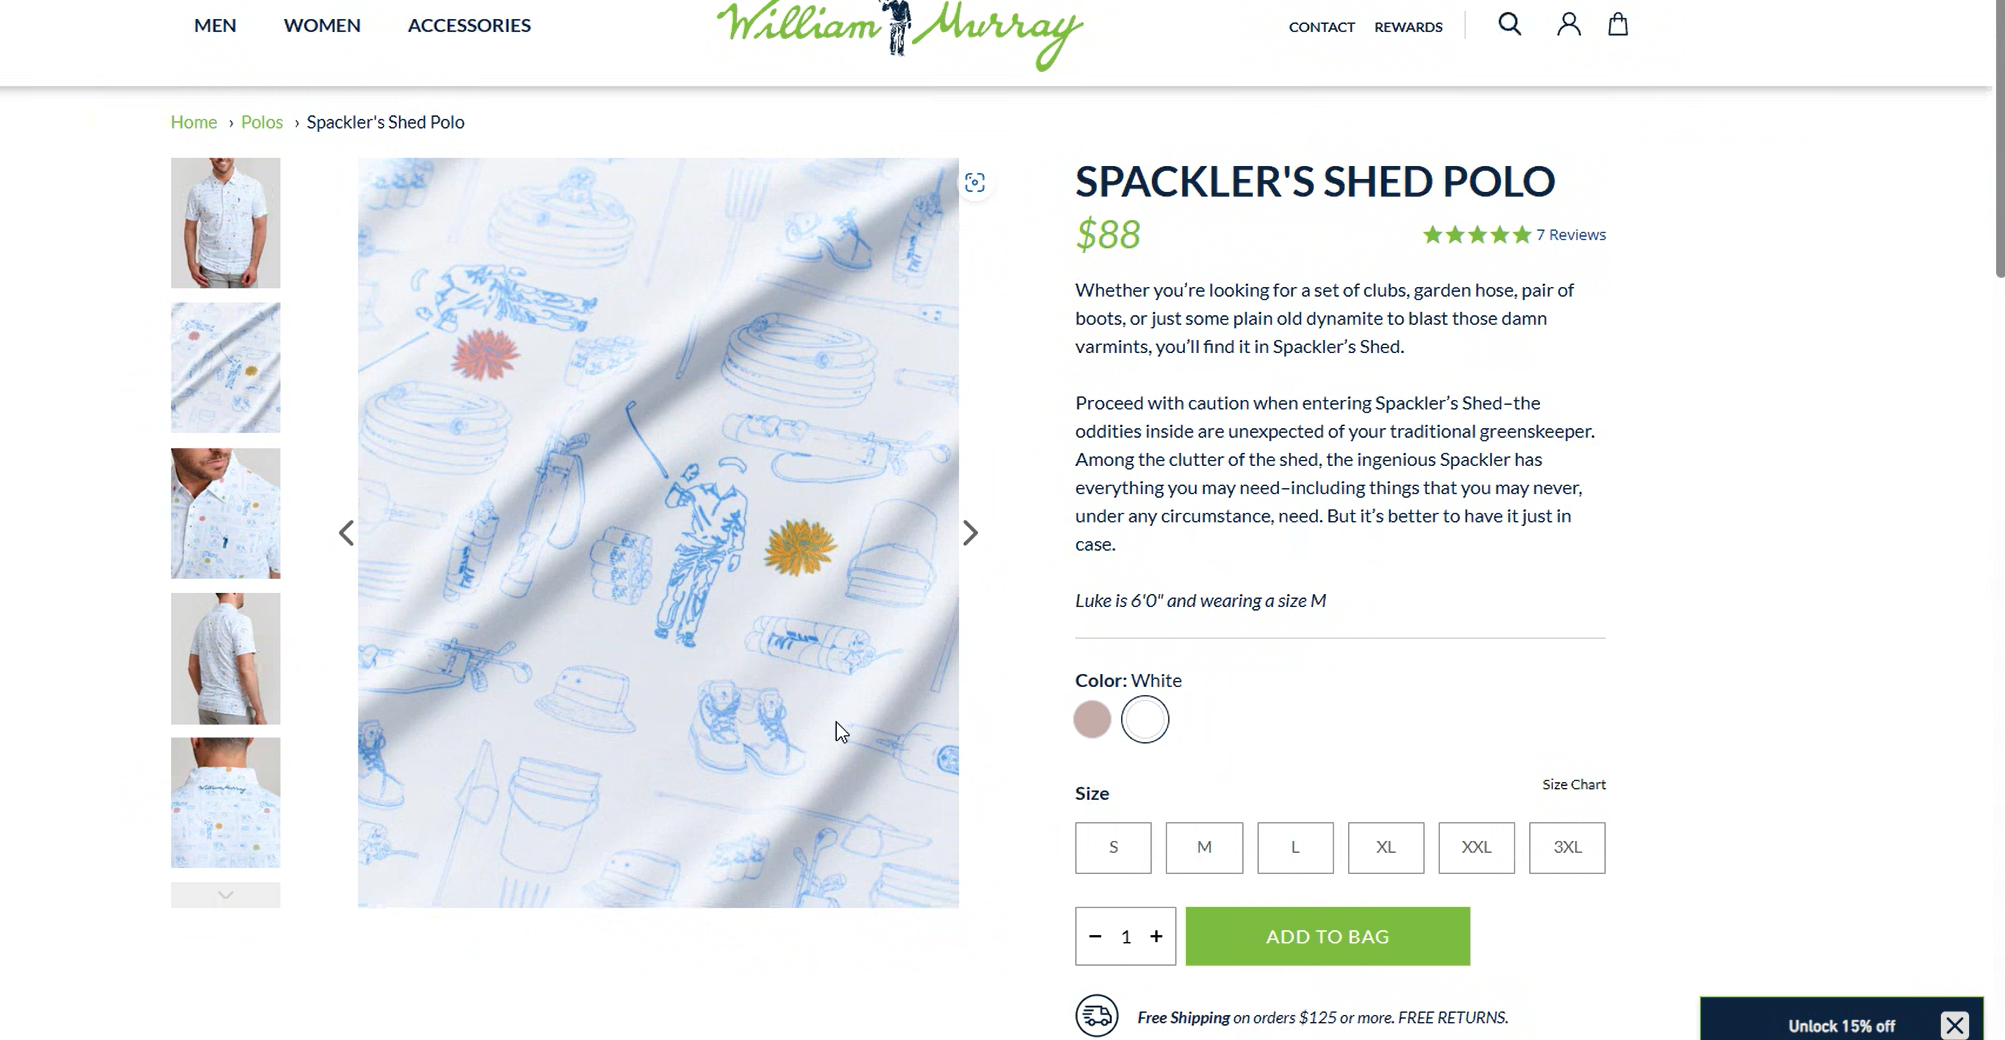 MEN
WOMEN
ACCESSORIES
William Murray
CONTACT
REWARDS
Home › Polos › Spackler's Shed Polo
William Murray
SPACKLER'S SHED POLO
$88
7 Reviews
Whether you’re looking for a set of clubs, garden hose, pair of
boots, or just some plain old dynamite to blast those damn
varmints, you’ll find it in Spackler’s Shed.
Proceed with caution when entering Spackler’s Shed–the
oddities inside are unexpected of your traditional greenskeeper.
Among the clutter of the shed, the ingenious Spackler has
everything you may need–including things that you may never,
under any circumstance, need. But it’s better to have it just in
case.
Luke is 6'0" and wearing a size M
Color: White
Size
Size Chart
S
M
L
XL
XXL
3XL
− 1 +
ADD TO BAG
Free Shipping on orders $125 or more. FREE RETURNS.
Unlock 15% off